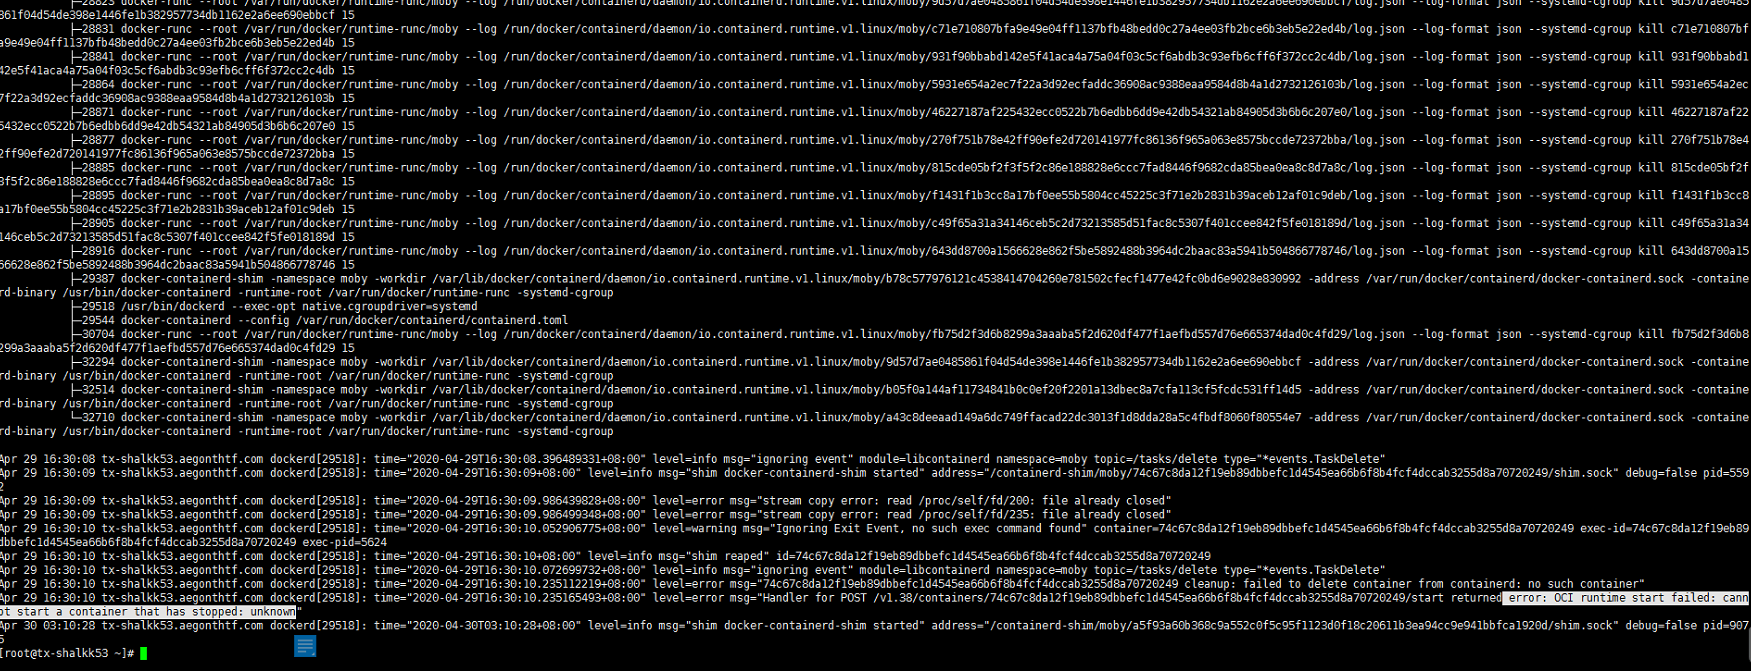 ├─28823 docker-runc --root /var/run/docker/runtime-runc/moby --log /run/docker/containerd/daemon/io.containerd.runtime.v1.linux/moby/9d57d7ae0485861f04d54de398e1446fe1b382957734db1162e2a6ee690ebbcf/log.json --log-format json --systemd-cgroup kill 9d57d7ae0485
861f04d54de398e1446fe1b382957734db1162e2a6ee690ebbcf 15
├─28831 docker-runc --root /var/run/docker/runtime-runc/moby --log /run/docker/containerd/daemon/io.containerd.runtime.v1.linux/moby/c71e710807bfa9e49e04ff1137bfb48bedd0c27a4ee03fb2bce6b3eb5e22ed4b/log.json --log-format json --systemd-cgroup kill c71e710807bf
a9e49e04ff1137bfb48bedd0c27a4ee03fb2bce6b3eb5e22ed4b 15
├─28841 docker-runc --root /var/run/docker/runtime-runc/moby --log /run/docker/containerd/daemon/io.containerd.runtime.v1.linux/moby/931f90bbabd142e5f41aca4a75a04f03c5cf6abdb3c93efb6cff6f372cc2c4db/log.json --log-format json --systemd-cgroup kill 931f90bbabd1
42e5f41aca4a75a04f03c5cf6abdb3c93efb6cff6f372cc2c4db 15
├─28864 docker-runc --root /var/run/docker/runtime-runc/moby --log /run/docker/containerd/daemon/io.containerd.runtime.v1.linux/moby/5931e654a2ec7f22a3d92ecfaddc36908ac9388eaa9584d8b4a1d2732126103b/log.json --log-format json --systemd-cgroup kill 5931e654a2ec
7f22a3d92ecfaddc36908ac9388eaa9584d8b4a1d2732126103b 15
├─28871 docker-runc --root /var/run/docker/runtime-runc/moby --log /run/docker/containerd/daemon/io.containerd.runtime.v1.linux/moby/46227187af225432ecc0522b7b6edbb6dd9e42db54321ab84905d3b6b6c207e0/log.json --log-format json --systemd-cgroup kill 46227187af22
5432ecc0522b7b6edbb6dd9e42db54321ab84905d3b6b6c207e0 15
├─28877 docker-runc --root /var/run/docker/runtime-runc/moby --log /run/docker/containerd/daemon/io.containerd.runtime.v1.linux/moby/270f751b78e42ff90efe2d720141977fc86136f965a063e8575bccde72372bba/log.json --log-format json --systemd-cgroup kill 270f751b78e4
2ff90efe2d720141977fc86136f965a063e8575bccde72372bba 15
├─28885 docker-runc --root /var/run/docker/runtime-runc/moby --log /run/docker/containerd/daemon/io.containerd.runtime.v1.linux/moby/815cde05bf2f3f5f2c86e188828e6ccc7fad8446f9682cda85bea0ea8c8d7a8c/log.json --log-format json --systemd-cgroup kill 815cde05bf2f
3f5f2c86e188828e6ccc7fad8446f9682cda85bea0ea8c8d7a8c 15
├─28895 docker-runc --root /var/run/docker/runtime-runc/moby --log /run/docker/containerd/daemon/io.containerd.runtime.v1.linux/moby/f1431f1b3cc8a17bf0ee55b5804cc45225c3f71e2b2831b39aceb12af01c9deb/log.json --log-format json --systemd-cgroup kill f1431f1b3cc8
a17bf0ee55b5804cc45225c3f71e2b2831b39aceb12af01c9deb 15
├─28905 docker-runc --root /var/run/docker/runtime-runc/moby --log /run/docker/containerd/daemon/io.containerd.runtime.v1.linux/moby/c49f65a31a34146ceb5c2d73213585d51fac8c5307f401ccee842f5fe018189d/log.json --log-format json --systemd-cgroup kill c49f65a31a34
146ceb5c2d73213585d51fac8c5307f401ccee842f5fe018189d 15
├─28916 docker-runc --root /var/run/docker/runtime-runc/moby --log /run/docker/containerd/daemon/io.containerd.runtime.v1.linux/moby/643dd8700a1566628e862f5be5892488b3964dc2baac83a5941b504866778746/log.json --log-format json --systemd-cgroup kill 643dd8700a15
66628e862f5be5892488b3964dc2baac83a5941b504866778746 15
├─29387 docker-containerd-shim -namespace moby -workdir /var/lib/docker/containerd/daemon/io.containerd.runtime.v1.linux/moby/b78c577976121c4538414704260e781502cfecf1477e42fc0bd6e9028e830992 -address /var/run/docker/containerd/docker-containerd.sock -containe
rd-binary /usr/bin/docker-containerd -runtime-root /var/run/docker/runtime-runc -systemd-cgroup
├─29518 /usr/bin/dockerd --exec-opt native.cgroupdriver=systemd
├─29544 docker-containerd --config /var/run/docker/containerd/containerd.toml
├─30704 docker-runc --root /var/run/docker/runtime-runc/moby --log /run/docker/containerd/daemon/io.containerd.runtime.v1.linux/moby/fb75d2f3d6b8299a3aaaba5f2d620df477f1aefbd557d76e665374dad0c4fd29/log.json --log-format json --systemd-cgroup kill fb75d2f3d6b8
299a3aaaba5f2d620df477f1aefbd557d76e665374dad0c4fd29 15
├─32294 docker-containerd-shim -namespace moby -workdir /var/lib/docker/containerd/daemon/io.containerd.runtime.v1.linux/moby/9d57d7ae0485861f04d54de398e1446fe1b382957734db1162e2a6ee690ebbcf -address /var/run/docker/containerd/docker-containerd.sock -containe
rd-binary /usr/bin/docker-containerd -runtime-root /var/run/docker/runtime-runc -systemd-cgroup
├─32514 docker-containerd-shim -namespace moby -workdir /var/lib/docker/containerd/daemon/io.containerd.runtime.v1.linux/moby/b05f0a144af11734841b0c0ef20f2201a13dbec8a7cfa113cf5fcdc531ff14d5 -address /var/run/docker/containerd/docker-containerd.sock -containe
rd-binary /usr/bin/docker-containerd -runtime-root /var/run/docker/runtime-runc -systemd-cgroup
└─32710 docker-containerd-shim -namespace moby -workdir /var/lib/docker/containerd/daemon/io.containerd.runtime.v1.linux/moby/a43c8deeaad149a6dc749ffacad22dc3013f1d8dda28a5c4fbdf8060f80554e7 -address /var/run/docker/containerd/docker-containerd.sock -containe
rd-binary /usr/bin/docker-containerd -runtime-root /var/run/docker/runtime-runc -systemd-cgroup
Apr 29 16:30:08 tx-shalkk53.aegonthtf.com dockerd[29518]: time="2020-04-29T16:30:08.396489331+08:00" level=info msg="ignoring event" module=libcontainerd namespace=moby topic=/tasks/delete type="*events.TaskDelete"
Apr 29 16:30:09 tx-shalkk53.aegonthtf.com dockerd[29518]: time="2020-04-29T16:30:09+08:00" level=info msg="shim docker-containerd-shim started" address="/containerd-shim/moby/74c67c8da12f19eb89dbbefc1d4545ea66b6f8b4fcf4dccab3255d8a70720249/shim.sock" debug=false pid=559
2
Apr 29 16:30:09 tx-shalkk53.aegonthtf.com dockerd[29518]: time="2020-04-29T16:30:09.986439828+08:00" level=error msg="stream copy error: read /proc/self/fd/200: file already closed"
Apr 29 16:30:09 tx-shalkk53.aegonthtf.com dockerd[29518]: time="2020-04-29T16:30:09.986499348+08:00" level=error msg="stream copy error: read /proc/self/fd/235: file already closed"
Apr 29 16:30:10 tx-shalkk53.aegonthtf.com dockerd[29518]: time="2020-04-29T16:30:10.052906775+08:00" level=warning msg="Ignoring Exit Event, no such exec command found" container=74c67c8da12f19eb89dbbefc1d4545ea66b6f8b4fcf4dccab3255d8a70720249 exec-id=74c67c8da12f19eb89
dbbefc1d4545ea66b6f8b4fcf4dccab3255d8a70720249 exec-pid=5624
Apr 29 16:30:10 tx-shalkk53.aegonthtf.com dockerd[29518]: time="2020-04-29T16:30:10+08:00" level=info msg="shim reaped" id=74c67c8da12f19eb89dbbefc1d4545ea66b6f8b4fcf4dccab3255d8a70720249
Apr 29 16:30:10 tx-shalkk53.aegonthtf.com dockerd[29518]: time="2020-04-29T16:30:10.072699732+08:00" level=info msg="ignoring event" module=libcontainerd namespace=moby topic=/tasks/delete type="*events.TaskDelete"
Apr 29 16:30:10 tx-shalkk53.aegonthtf.com dockerd[29518]: time="2020-04-29T16:30:10.235112219+08:00" level=error msg="74c67c8da12f19eb89dbbefc1d4545ea66b6f8b4fcf4dccab3255d8a70720249 cleanup: failed to delete container from containerd: no such container"
Apr 29 16:30:10 tx-shalkk53.aegonthtf.com dockerd[29518]: time="2020-04-29T16:30:10.235165493+08:00" level=error msg="Handler for POST /v1.38/containers/74c67c8da12f19eb89dbbefc1d4545ea66b6f8b4fcf4dccab3255d8a70720249/start returned error: OCI runtime start failed: cann
ot start a container that has stopped: unknown"
Apr 30 03:10:28 tx-shalkk53.aegonthtf.com dockerd[29518]: time="2020-04-30T03:10:28+08:00" level=info msg="shim docker-containerd-shim started" address="/containerd-shim/moby/a5f93a60b368c9a552c0f5c95f1123d0f18c20611b3ea94cc9e941bbfca1920d/shim.sock" debug=false pid=907
5
[root@tx-shalkk53 ~]#